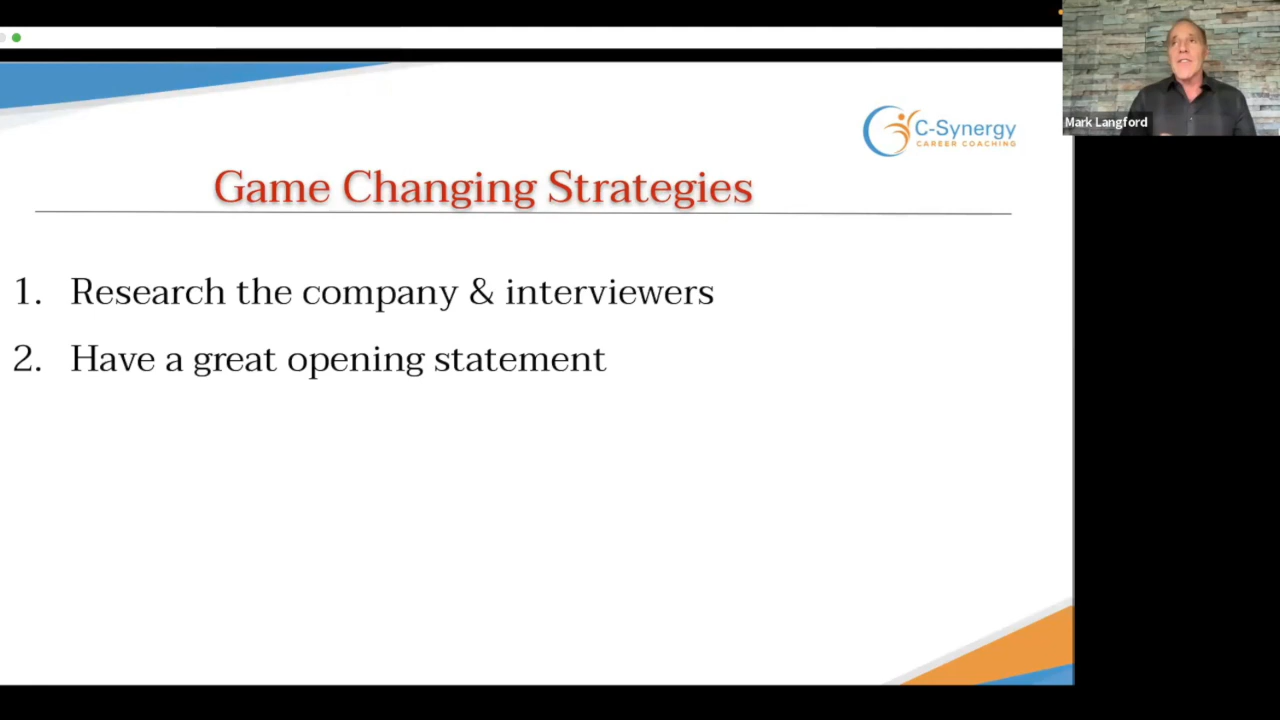 C-Synergy
CAREER COACHING
Mark Langford
Game Changing Strategies
1. Research the company & interviewers
2. Have a great opening statement